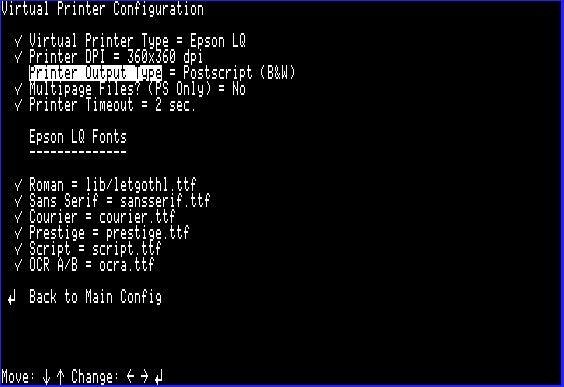 Virtual Printer Configuration
✓ Virtual Printer Type = Epson LQ
✓ Printer DPI = 360x360 dpi
Printer Output Type = Postscript (B&W)
✓ Multipage Files? (PS Only) = No
✓ Printer Timeout = 2 sec.
Epson LQ Fonts
--------------
✓ Roman = lib/letgothl.ttf
✓ Sans Serif = sansserif.ttf
✓ Courier = courier.ttf
✓ Prestige = prestige.ttf
✓ Script = script.ttf
✓ OCR A/B = ocra.ttf
↵ Back to Main Config
Move: ↓ ↑ Change: ← → ↵